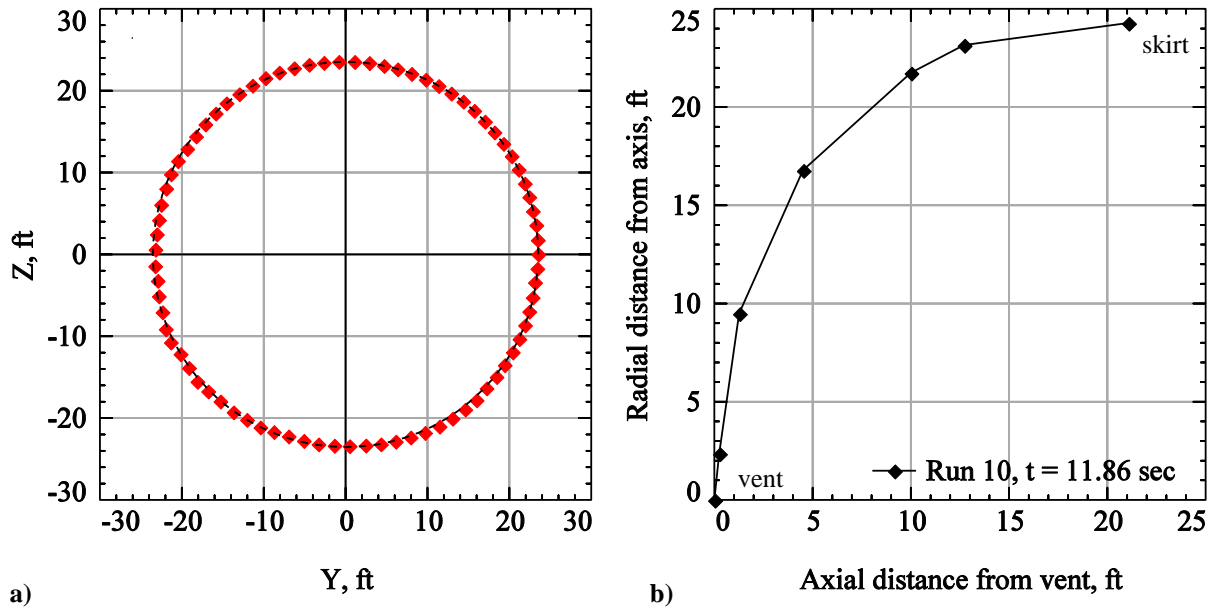 30
20
10
0
-10
-20
-30
-30 -20 -10 0 10 20 30
Z, ft
Y, ft
a)
25
20
15
10
5
0
0 5 10 15 20 25
Radial distance from axis, ft
skirt
vent
Run 10, t = 11.86 sec
Axial distance from vent, ft
b)